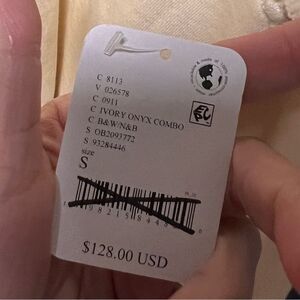 C 8113
V 026578
C 0911
C IVORY ONYX COMBO
C B&W/N&B
S OB2093772
S 93284446
size
S
$128.00 USD